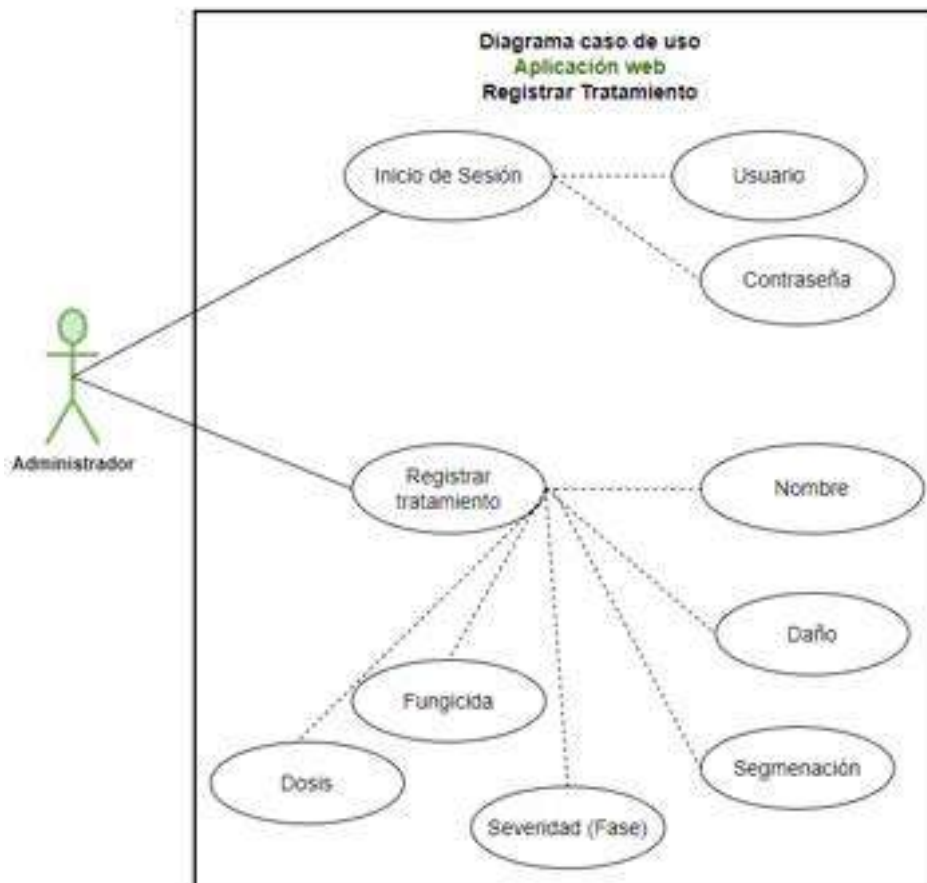 Diagrama caso de uso
Aplicación web
Registrar Tratamiento
Inicio de Sesión
Usuario
Contraseña
Administrador
Registrar
tratamiento
Nombre
Daño
Fungicida
Segmenación
Dosis
Severidad (Fase)